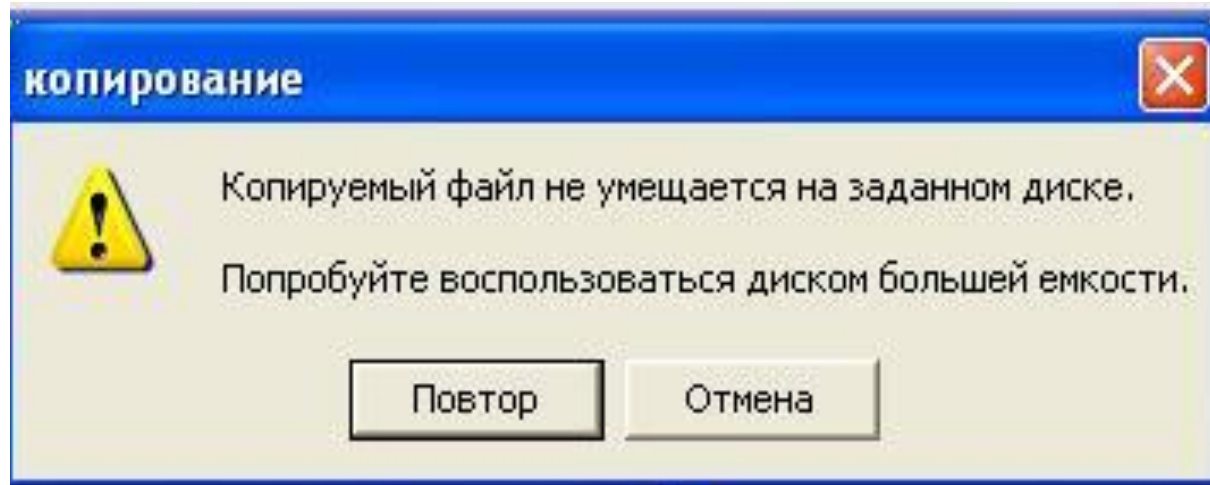 копирование
Копируемый файл не умещается на заданном диске.
Попробуйте воспользоваться диском большей емкости.
Повтор Отмена